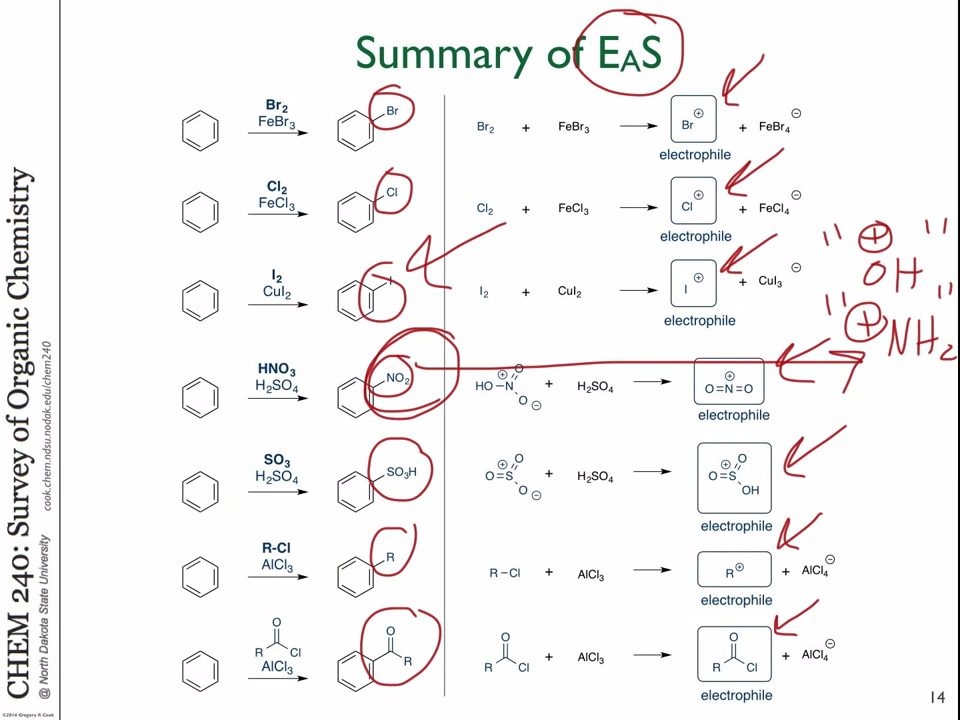 Summary of EAS
Br2
FeBr3
Br
Br2 + FeBr3
Br ⊕
+ FeBr4 ⊖
electrophile
Cl2
FeCl3
Cl
Cl2 + FeCl3
Cl ⊕
+ FeCl4 ⊖
electrophile
I2
CuI2
I
I2 + CuI2
I ⊕
+ CuI3 ⊖
electrophile
" ⊕ "
OH
" ⊕ "
NH2
HNO3
H2SO4
NO2
HO–N ⊕ O O ⊖ + H2SO4
O=N=O ⊕
electrophile
SO3
H2SO4
SO3H
O=S ⊕ O O ⊖ + H2SO4
O=S ⊕ O OH
electrophile
R-Cl
AlCl3
R
R–Cl + AlCl3
R ⊕
+ AlCl4 ⊖
electrophile
O
R Cl
AlCl3
O
R
O
R Cl
+ AlCl3
O
R Cl
+ AlCl4 ⊖
electrophile
14
CHEM 240: Survey of Organic Chemistry
@ North Dakota State University cook.chem.ndsu.nodak.edu/chem240
©2014 Gregory R Cook